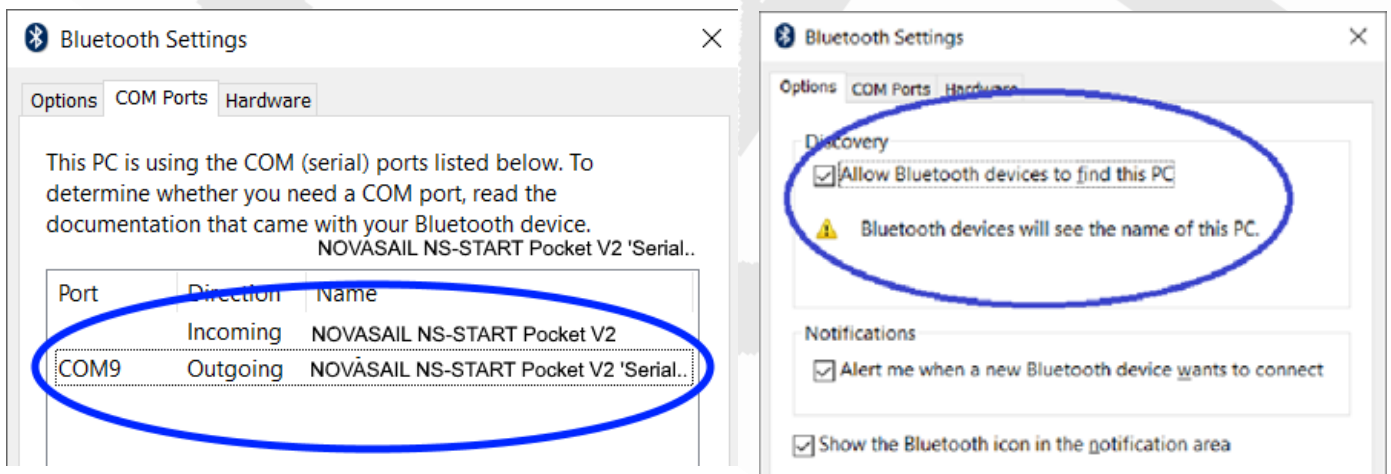 Bluetooth Settings
Options COM Ports Hardware
This PC is using the COM (serial) ports listed below. To
determine whether you need a COM port, read the
documentation that came with your Bluetooth device.
NOVASAIL NS-START Pocket V2 'Serial..
Port Direction Name
Incoming NOVASAIL NS-START Pocket V2
COM9 Outgoing NOVASAIL NS-START Pocket V2 'Serial..
Bluetooth Settings
Options COM Ports Hardware
Discovery
Allow Bluetooth devices to find this PC
Bluetooth devices will see the name of this PC.
Notifications
Alert me when a new Bluetooth device wants to connect
Show the Bluetooth icon in the notification area